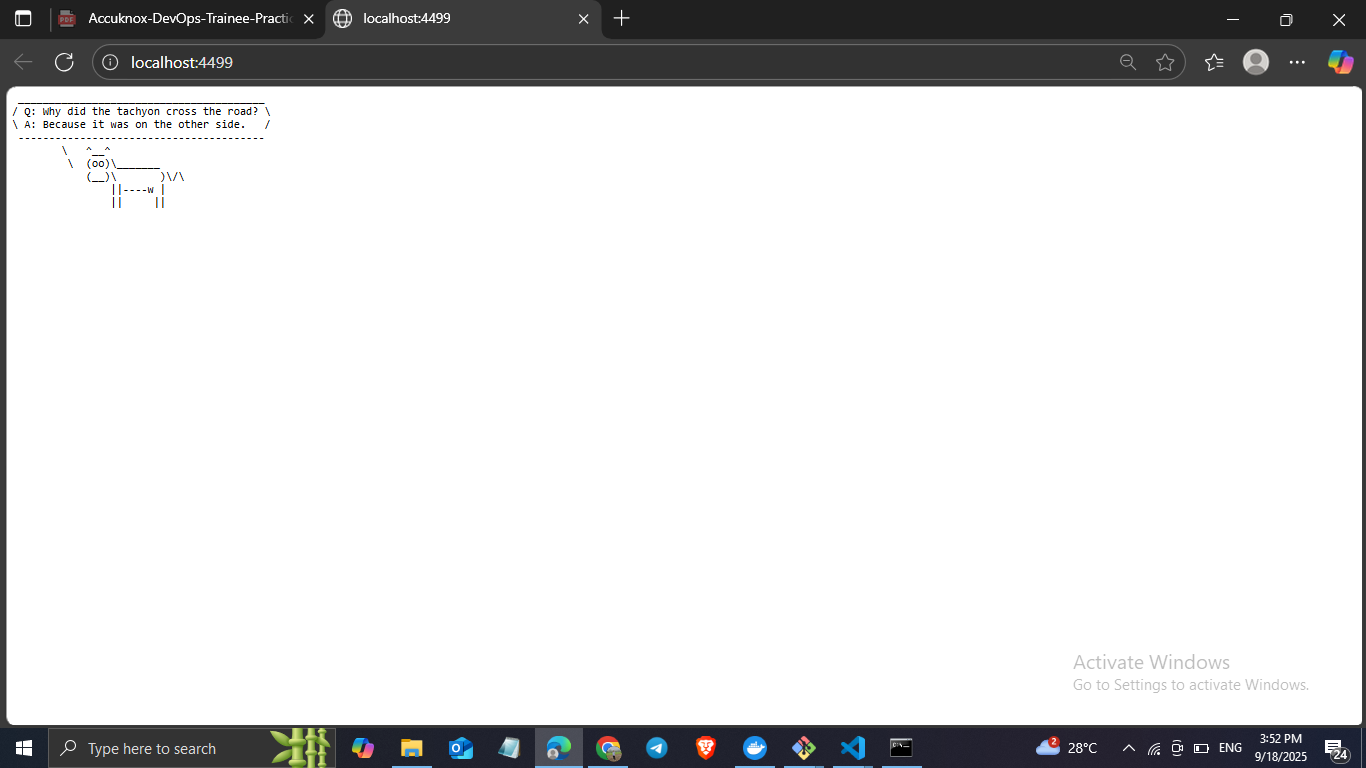 Accuknox-DevOps-Trainee-Practic
localhost:4499
localhost:4499
 ________________________________________
/ Q: Why did the tachyon cross the road? \
\ A: Because it was on the other side.   /
 ----------------------------------------
        \   ^__^
         \  (oo)\_______
            (__)\       )\/\
                ||----w |
                ||     ||
Activate Windows
Go to Settings to activate Windows.
Type here to search
2
28°C
ENG
3:52 PM
9/18/2025
24